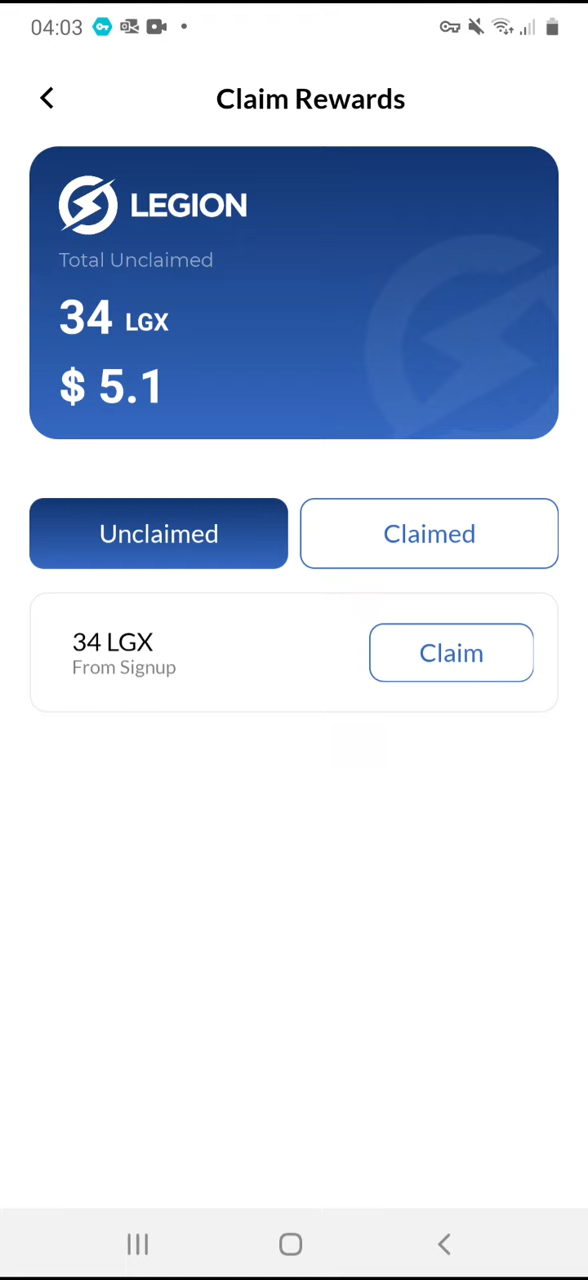 04:03
Claim Rewards
LEGION
Total Unclaimed
34 LGX
$ 5.1
Unclaimed
Claimed
34 LGX
From Signup
Claim